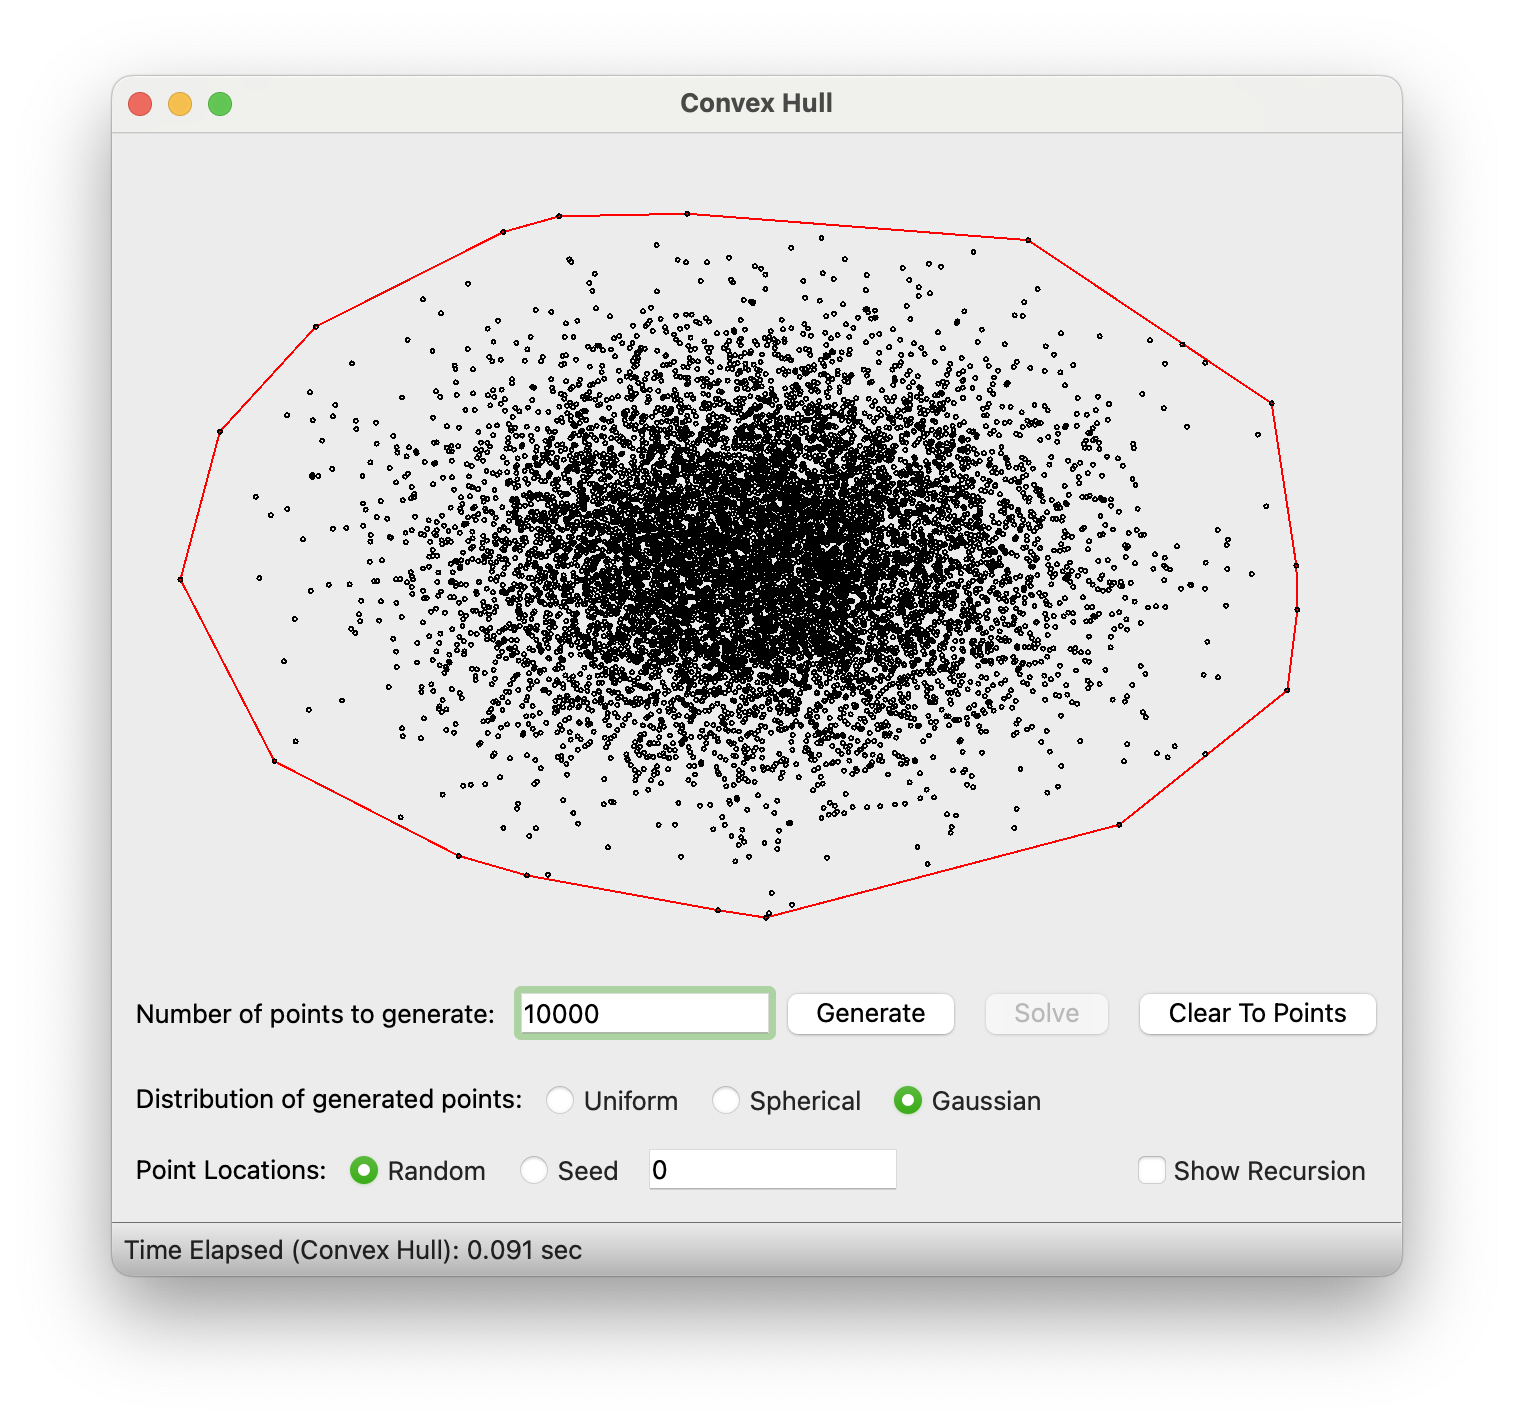 Convex Hull
Number of points to generate: 10000 Generate Solve Clear To Points
Distribution of generated points: Uniform Spherical Gaussian
Point Locations: Random Seed 0 Show Recursion
Time Elapsed (Convex Hull): 0.091 sec